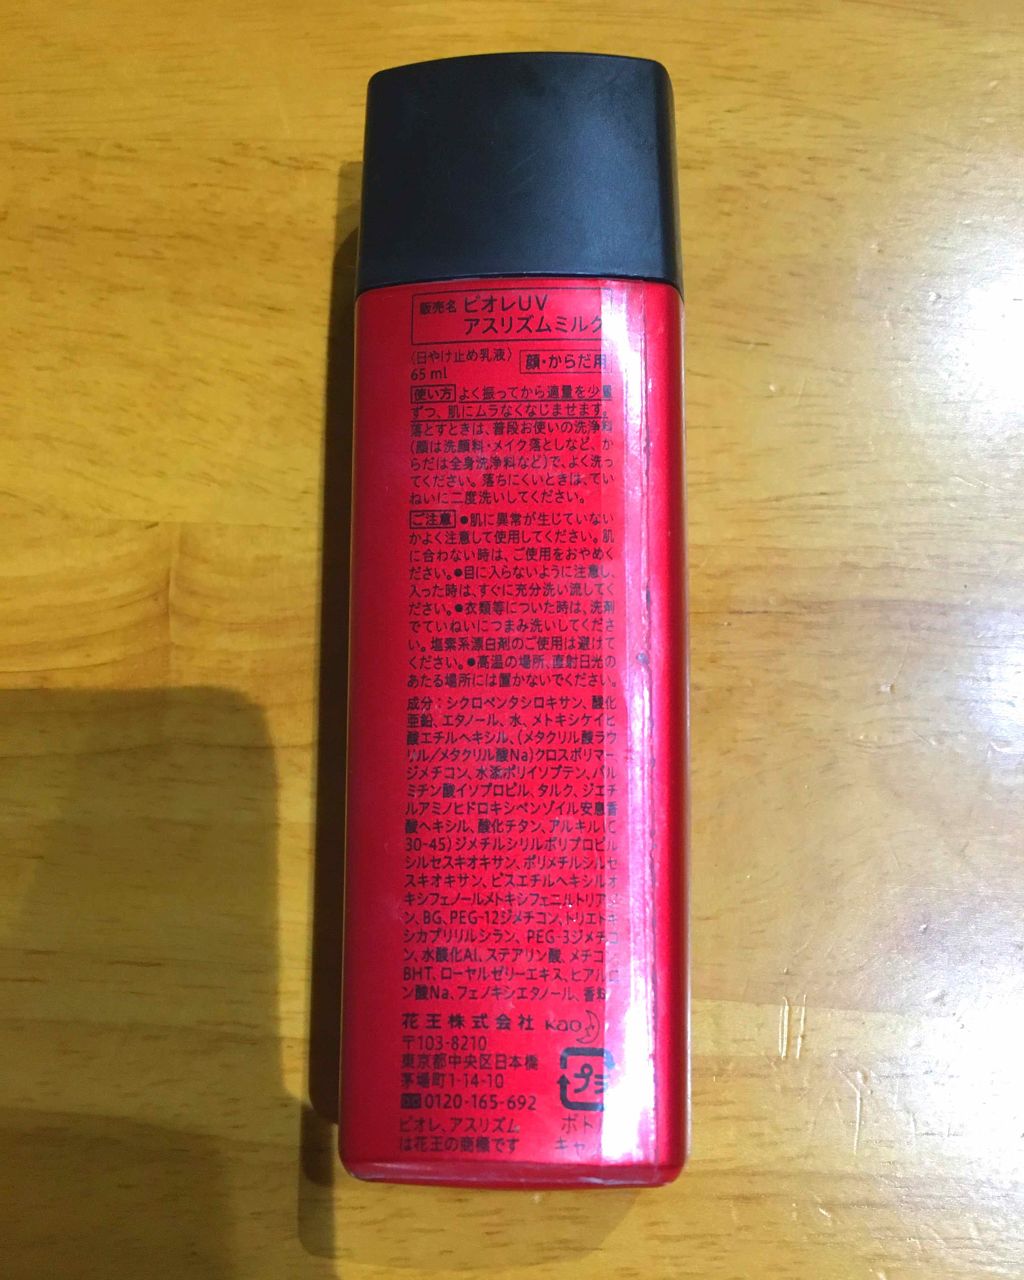 販売名 ビオレUV
アスリズムミルク
〈日やけ止め乳液〉 顔・からだ用
65 ml
使い方 よく振ってから適量を少量
ずつ、肌にムラなくなじませます。
落とすときは、普段お使いの洗浄料
(顔は洗顔料・メイク落としなど、か
らだは全身洗浄料など)で、よく洗っ
てください。落ちにくいときは、てい
ねいに二度洗いしてください。
ご注意 ●肌に異常が生じていない
かよく注意して使用してください。肌
に合わない時は、ご使用をおやめく
ださい。●目に入らないように注意し、
入った時は、すぐに充分洗い流してく
ださい。●衣類等についた時は、洗剤
でていねいにつまみ洗いしてくださ
い。塩素系漂白剤のご使用は避けて
ください。●高温の場所、直射日光の
あたる場所には置かないでください。
成分：シクロペンタシロキサン、酸化
亜鉛、エタノール、水、メトキシケイヒ
酸エチルヘキシル、(メタクリル酸ラウ
リル/メタクリル酸Na)クロスポリマー、
ジメチコン、水添ポリイソブテン、パル
ミチン酸イソプロピル、タルク、ジエチ
ルアミノヒドロキシベンゾイル安息香
酸ヘキシル、酸化チタン、アルキル(C
30-45)ジメチルシリルポリプロピル
シルセスキオキサン、ポリメチルシルセ
スキオキサン、ビスエチルヘキシルオ
キシフェノールメトキシフェニルトリアジ
ン、BG、PEG-12ジメチコン、トリエトキ
シカプリリルシラン、PEG-3ジメチコ
ン、水酸化Al、ステアリン酸、メチコン、
BHT、ローヤルゼリーエキス、ヒアルロ
ン酸Na、フェノキシエタノール、香料
花王株式会社 Kao
〒103-8210
東京都中央区日本橋
茅場町1-14-10
0120-165-692
ビオレ、アスリズム
は花王の商標です
プラ
ボト
キャ